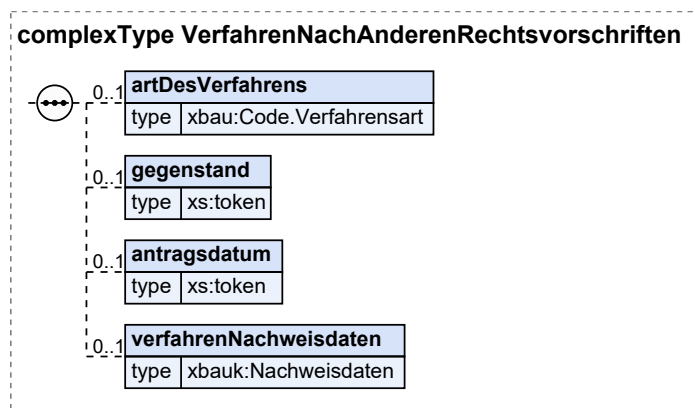 complexType VerfahrenNachAnderenRechtsvorschriften
0..1 artDesVerfahrens
type xbau:Code.Verfahrensart
0..1 gegenstand
type xs:token
0..1 antragsdatum
type xs:token
0..1 verfahrenNachweisdaten
type xbauk:Nachweisdaten